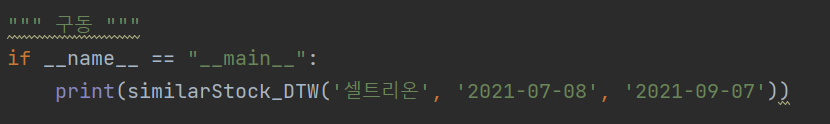 """ 구동 """
if __name__ == "__main__":
    print(similarStock_DTW('셀트리온', '2021-07-08', '2021-09-07'))